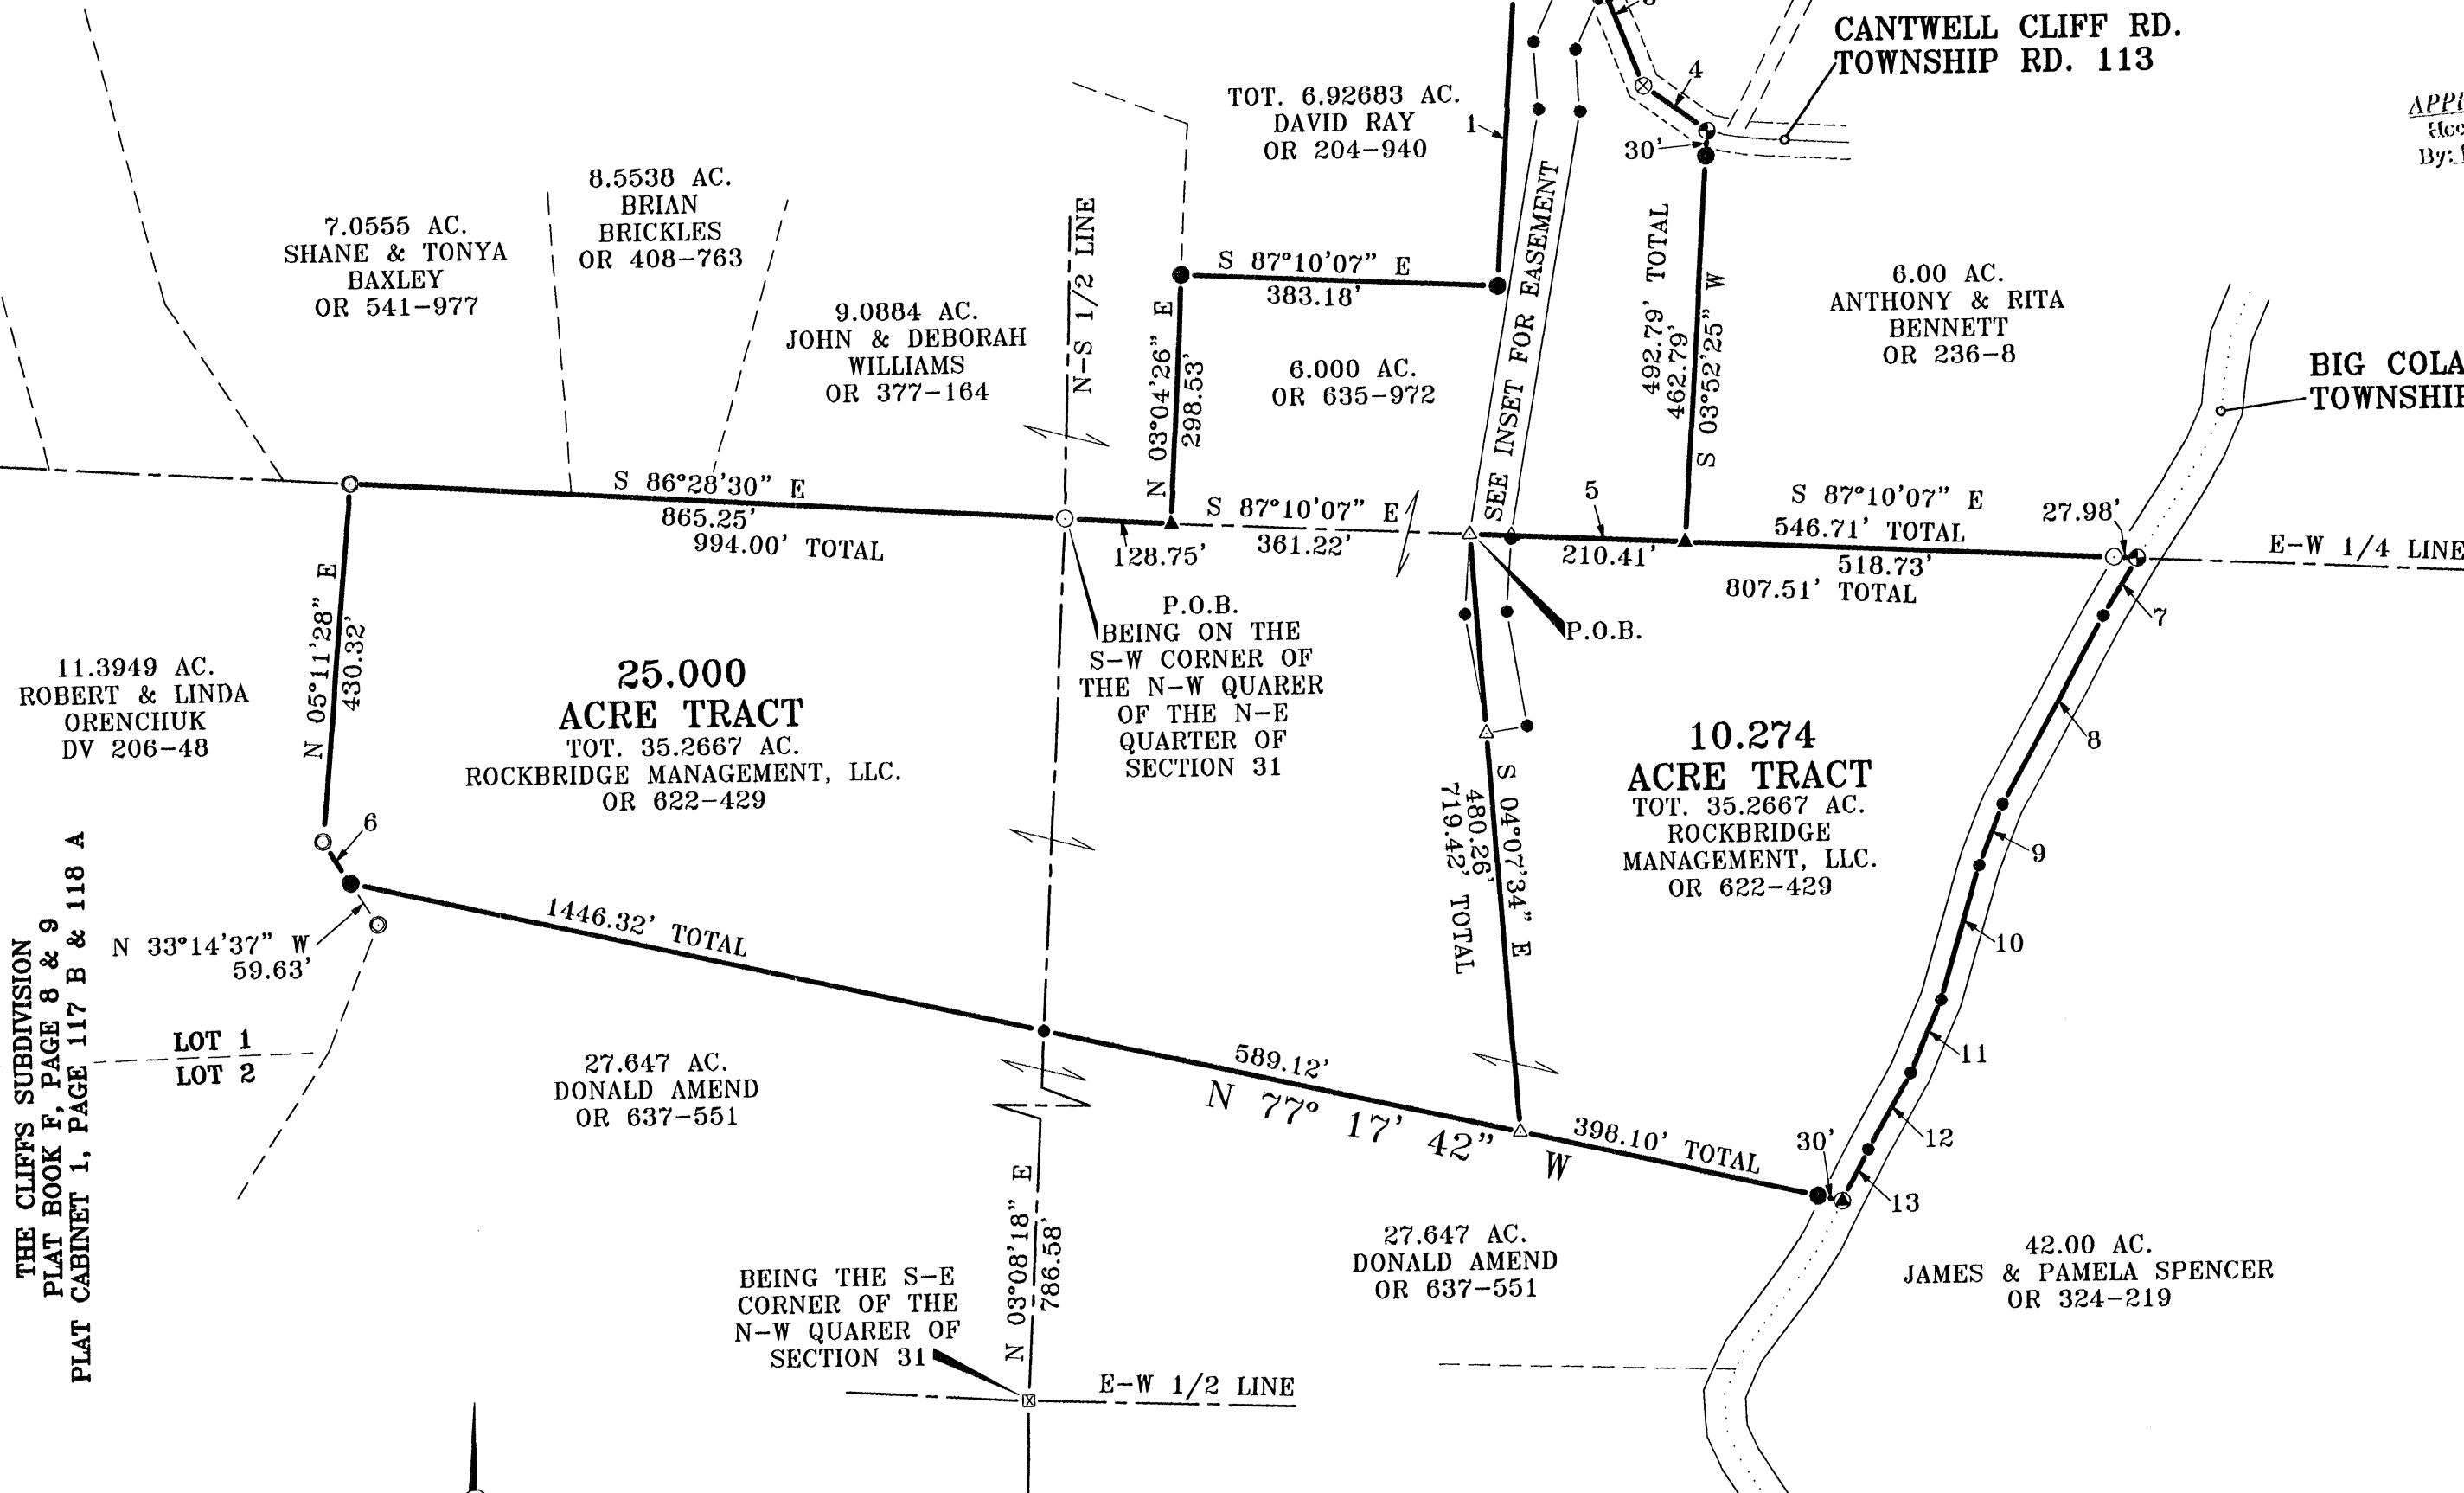 CANTWELL CLIFF RD.
TOWNSHIP RD. 113
4
30'
TOT. 6.92683 AC.
DAVID RAY
OR 204-940
1
8.5538 AC.
BRIAN
BRICKLES
OR 408-763
7.0555 AC.
SHANE & TONYA
BAXLEY
OR 541-977
9.0884 AC.
JOHN & DEBORAH
WILLIAMS
OR 377-164
N-S 1/2 LINE
S 87°10'07" E
383.18'
N 03°04'26" E
298.53'
6.000 AC.
OR 635-972
SEE INSET FOR EASEMENT
492.79' TOTAL
462.79'
S 03°52'25" W
6.00 AC.
ANTHONY & RITA
BENNETT
OR 236-8
BIG COLA
TOWNSHIP
S 86°28'30" E
865.25'
994.00' TOTAL
128.75'
S 87°10'07" E
361.22'
5
210.41'
S 87°10'07" E
546.71' TOTAL
518.73'
807.51' TOTAL
27.98'
E-W 1/4 LINE
P.O.B.
BEING ON THE
S-W CORNER OF
THE N-W QUARER
OF THE N-E
QUARTER OF
SECTION 31
P.O.B.
7
8
9
10
11
12
13
N 05°11'28" E
430.32'
11.3949 AC.
ROBERT & LINDA
ORENCHUK
DV 206-48
25.000
ACRE TRACT
TOT. 35.2667 AC.
ROCKBRIDGE MANAGEMENT, LLC.
OR 622-429
10.274
ACRE TRACT
TOT. 35.2667 AC.
ROCKBRIDGE
MANAGEMENT, LLC.
OR 622-429
S 04°07'34" E
480.26'
719.42' TOTAL
6
N 33°14'37" W
59.63'
1446.32' TOTAL
589.12'
N 77° 17' 42" W
398.10' TOTAL
30'
THE CLIFFS SUBDIVISION
PLAT BOOK F, PAGE 8 & 9
PLAT CABINET 1, PAGE 117 B & 118 A
LOT 1
LOT 2
27.647 AC.
DONALD AMEND
OR 637-551
N 03°08'18" E
786.58'
27.647 AC.
DONALD AMEND
OR 637-551
42.00 AC.
JAMES & PAMELA SPENCER
OR 324-219
BEING THE S-E
CORNER OF THE
N-W QUARER OF
SECTION 31
E-W 1/2 LINE